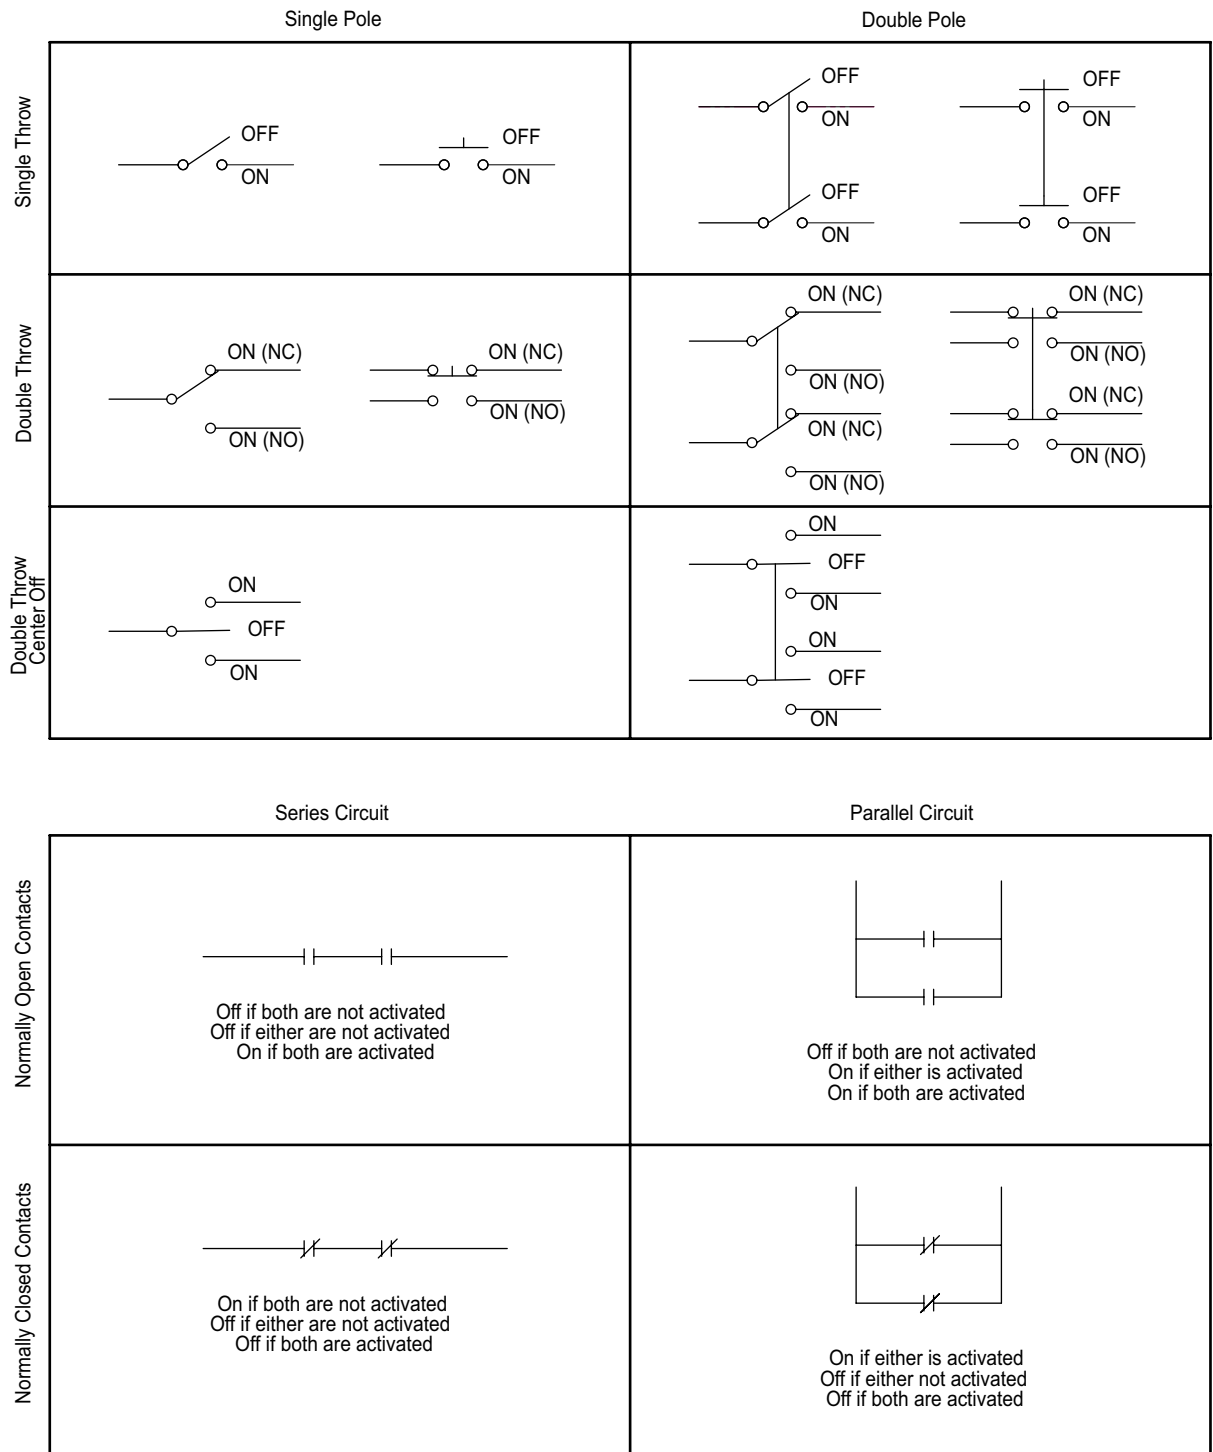 Single Pole
Double Pole
Single Throw
OFF
ON
OFF
ON
OFF
ON
OFF
ON
OFF
ON
OFF
ON
Double Throw
ON (NC)
ON (NO)
ON (NC)
ON (NO)
ON (NC)
ON (NO)
ON (NC)
ON (NO)
ON (NC)
ON (NO)
ON (NC)
ON (NO)
Double Throw
Center Off
ON
OFF
ON
ON
OFF
ON
ON
OFF
ON
Series Circuit
Parallel Circuit
Normally Open Contacts
Off if both are not activated
Off if either are not activated
On if both are activated
Off if both are not activated
On if either is activated
On if both are activated
Normally Closed Contacts
On if both are not activated
Off if either are not activated
Off if both are activated
On if either is activated
Off if either not activated
Off if both are activated